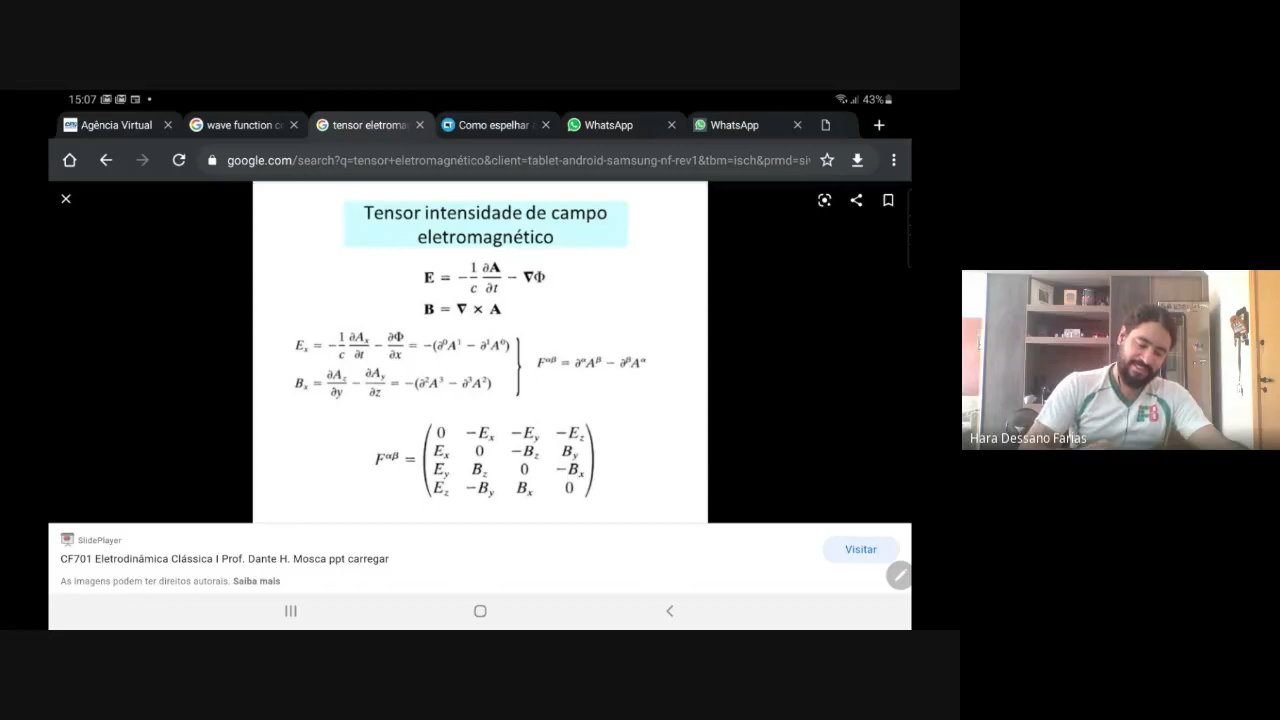 15:07
43%
Agência Virtual
wave function c
tensor eletroma
Como espelhar
WhatsApp
WhatsApp
google.com/search?q=tensor+eletromagnético&client=tablet-android-samsung-nf-rev1&tbm=isch&prmd=si
Tensor intensidade de campo
eletromagnético
E = −1/c ∂A/∂t − ∇Φ
B = ∇ × A
Eₓ = −1/c ∂Aₓ/∂t − ∂Φ/∂x = −(∂⁰A¹ − ∂¹A⁰)
Bₓ = ∂A_z/∂y − ∂A_y/∂z = −(∂²A³ − ∂³A²)
F^αβ = ∂^αA^β − ∂^βA^α
F^αβ =
0 −Eₓ −E_y −E_z
Eₓ 0 −B_z B_y
E_y B_z 0 −Bₓ
E_z −B_y Bₓ 0
SlidePlayer
CF701 Eletrodinâmica Clássica I Prof. Dante H. Mosca ppt carregar
As imagens podem ter direitos autorais. Saiba mais
Visitar
Hara Dessano Farias